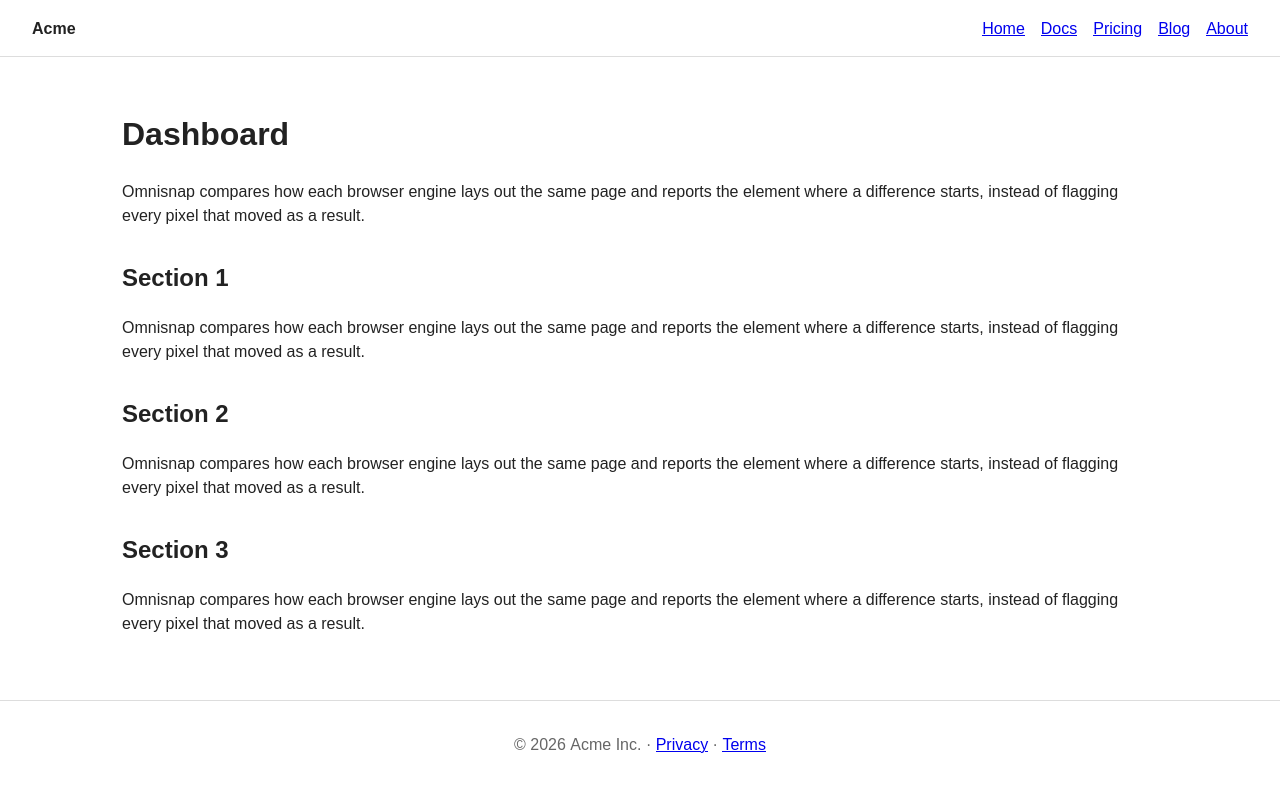 Acme
Home Docs Pricing Blog About
Dashboard
Omnisnap compares how each browser engine lays out the same page and reports the element where a difference starts, instead of flagging
every pixel that moved as a result.
Section 1
Omnisnap compares how each browser engine lays out the same page and reports the element where a difference starts, instead of flagging
every pixel that moved as a result.
Section 2
Omnisnap compares how each browser engine lays out the same page and reports the element where a difference starts, instead of flagging
every pixel that moved as a result.
Section 3
Omnisnap compares how each browser engine lays out the same page and reports the element where a difference starts, instead of flagging
every pixel that moved as a result.
© 2026 Acme Inc. · Privacy · Terms